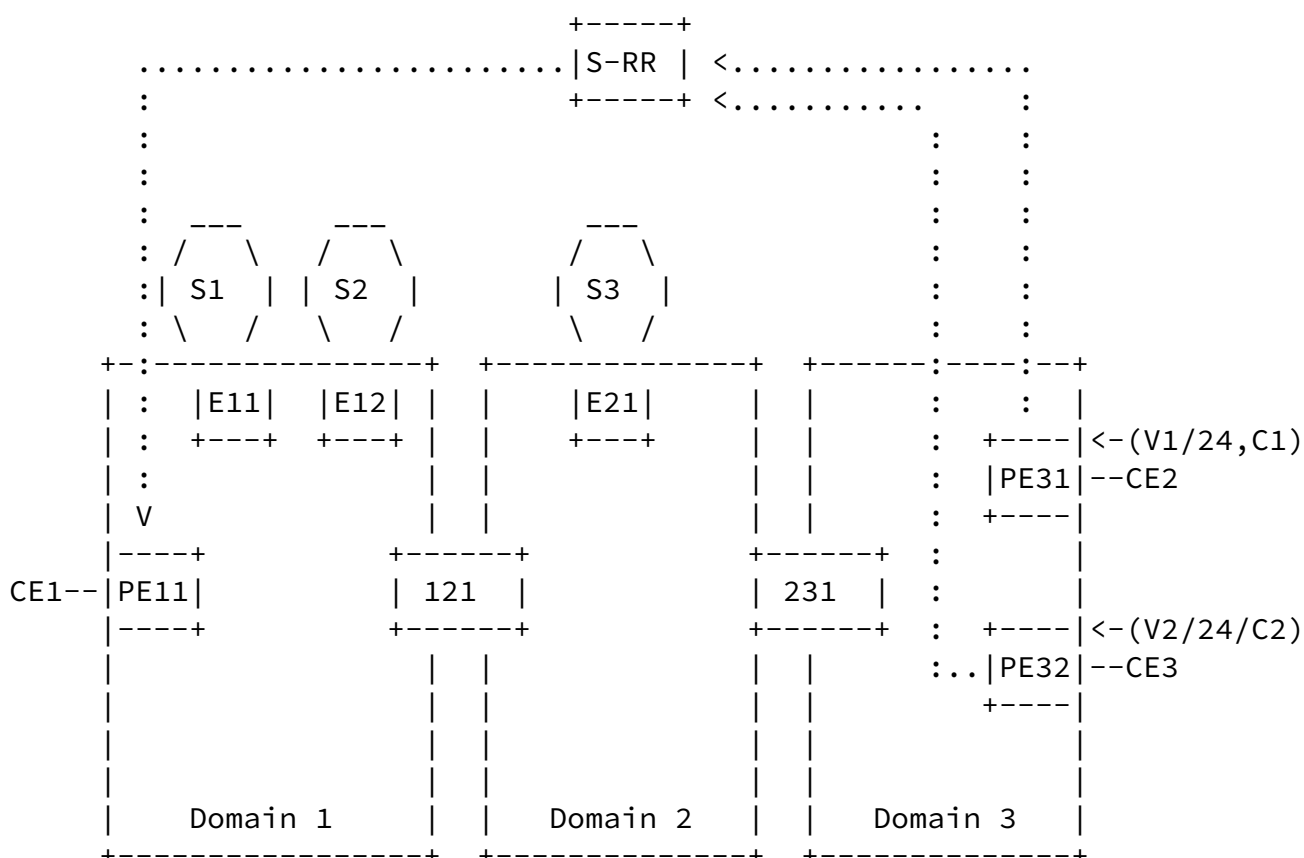 S-RR
S1 S2 S3
E11 E12 E21
<-(V1/24,C1)
PE31 --CE2
V
CE1-- PE11 121 231
<-(V2/24/C2)
PE32 --CE3
Domain 1 Domain 2 Domain 3